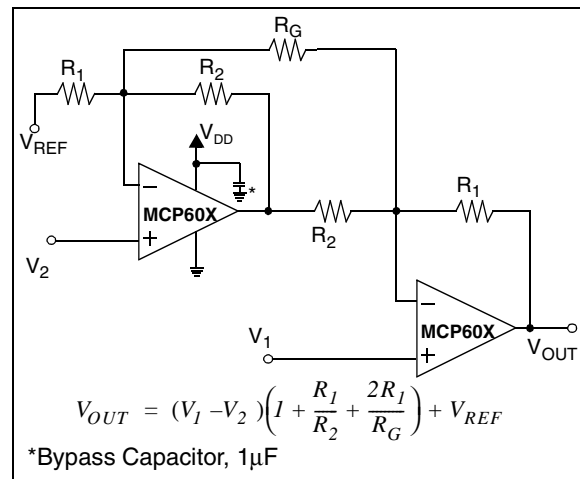 R_G
R_1
R_2
V_REF
V_DD
*
MCP60X
V_2
R_2
R_1
MCP60X
V_1
V_OUT
V_OUT = (V_1 –V_2 )(1 + R_1/R_2 + 2R_1/R_G) + V_REF
*Bypass Capacitor, 1μF